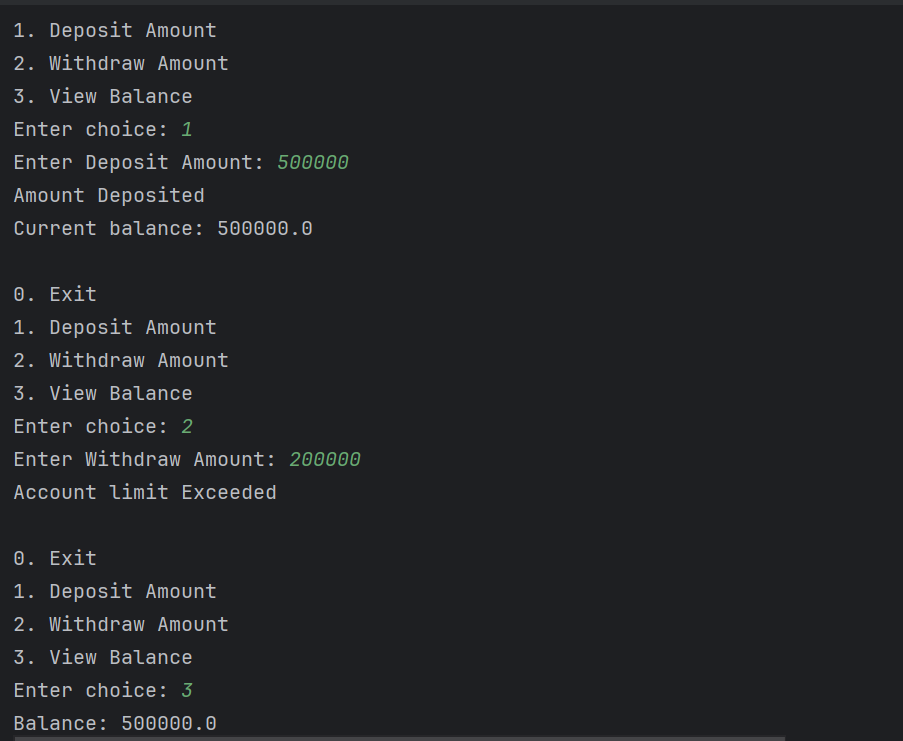 1. Deposit Amount
2. Withdraw Amount
3. View Balance
Enter choice: 1
Enter Deposit Amount: 500000
Amount Deposited
Current balance: 500000.0

0. Exit
1. Deposit Amount
2. Withdraw Amount
3. View Balance
Enter choice: 2
Enter Withdraw Amount: 200000
Account limit Exceeded

0. Exit
1. Deposit Amount
2. Withdraw Amount
3. View Balance
Enter choice: 3
Balance: 500000.0